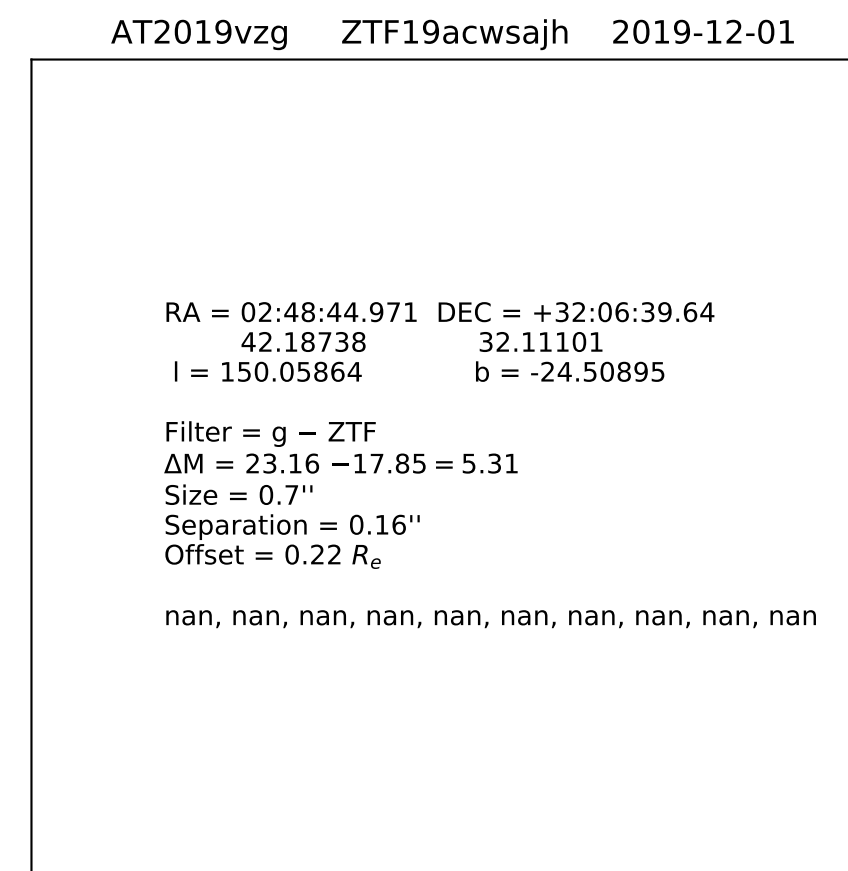 AT2019vzg ZTF19acwsajh 2019-12-01
RA = 02:48:44.971 DEC = +32:06:39.64
42.18738 32.11101
l = 150.05864 b = -24.50895
Filter = g − ZTF
ΔM = 23.16 −17.85 = 5.31
Size = 0.7''
Separation = 0.16''
Offset = 0.22 Rₑ
nan, nan, nan, nan, nan, nan, nan, nan, nan, nan